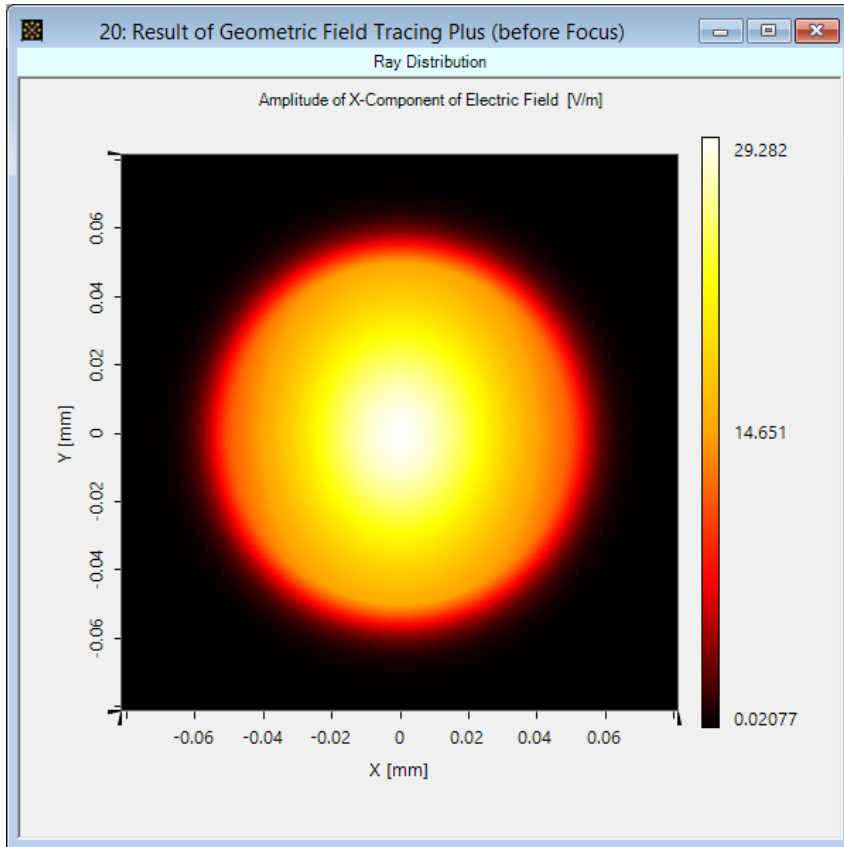 20: Result of Geometric Field Tracing Plus (before Focus)
Ray Distribution
Amplitude of X-Component of Electric Field [V/m]
29.282
14.651
0.02077
Y [mm]
0.06
0.04
0.02
0
-0.02
-0.04
-0.06
-0.06 -0.04 -0.02 0 0.02 0.04 0.06
X [mm]